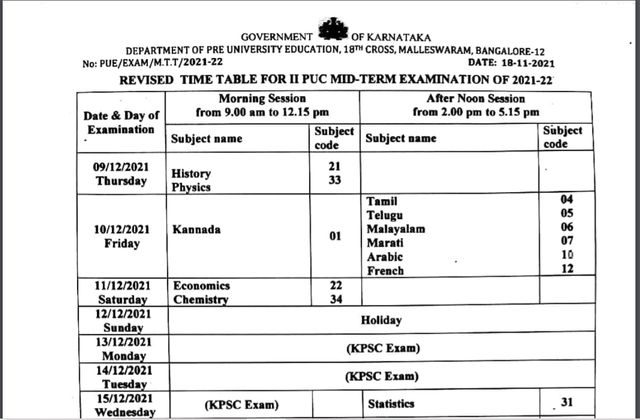 GOVERNMENT OF KARNATAKA
DEPARTMENT OF PRE UNIVERSITY EDUCATION, 18TH CROSS, MALLESWARAM, BANGALORE-12
No: PUE/EXAM/M.T.T/2021-22 DATE: 18-11-2021
REVISED TIME TABLE FOR II PUC MID-TERM EXAMINATION OF 2021-22
Date & Day of Examination
Morning Session
from 9.00 am to 12.15 pm
After Noon Session
from 2.00 pm to 5.15 pm
Subject name Subject code Subject name Subject code
09/12/2021
Thursday
History 21
Physics 33
10/12/2021
Friday
Kannada 01
Tamil 04
Telugu 05
Malayalam 06
Marati 07
Arabic 10
French 12
11/12/2021
Saturday
Economics 22
Chemistry 34
12/12/2021
Sunday
Holiday
13/12/2021
Monday
(KPSC Exam)
14/12/2021
Tuesday
(KPSC Exam)
15/12/2021
Wednesday
(KPSC Exam) Statistics 31